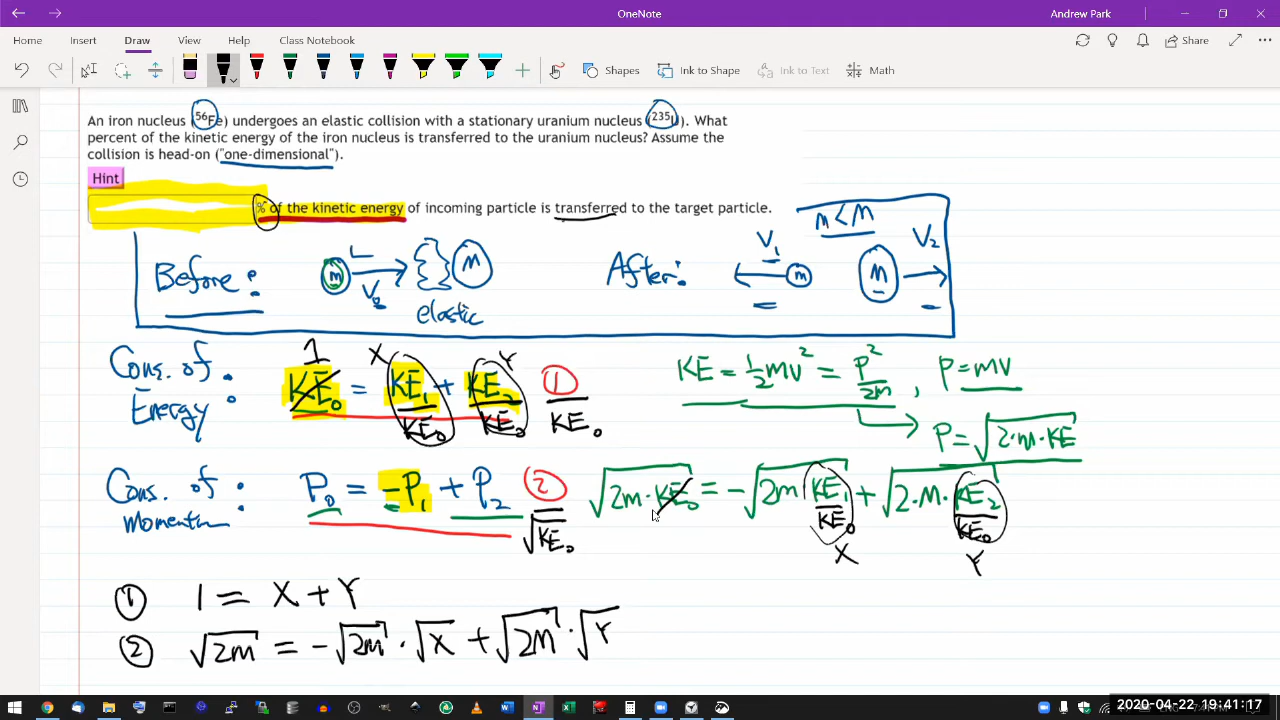 OneNote
Andrew Park
Home Insert Draw View Help Class Notebook
Share
Shapes Ink to Shape Ink to Text Math
An iron nucleus (⁵⁶Fe) undergoes an elastic collision with a stationary uranium nucleus (²³⁵U). What
percent of the kinetic energy of the iron nucleus is transferred to the uranium nucleus? Assume the
collision is head-on ("one-dimensional").
Hint
% of the kinetic energy of incoming particle is transferred to the target particle.
m < M
Before: m V₀ M
elastic
After: V₁ m M V₂
Cons. of Energy:
1 X Y
KE₀ = KE₁/KE₀ + KE₂/KE₀ ①/KE₀
KE = ½mv² = P²/2m , P = mv
P = √2·m·KE
Cons. of Momentum:
P₀ = -P₁ + P₂ ②/√KE₀
√2m·KE₀ = -√2m KE₁/KE₀ + √2·M·KE₂/KE₀
X Y
① 1 = X + Y
② √2m = -√2m · √X + √2M · √Y
2020-04-22 19:41:17